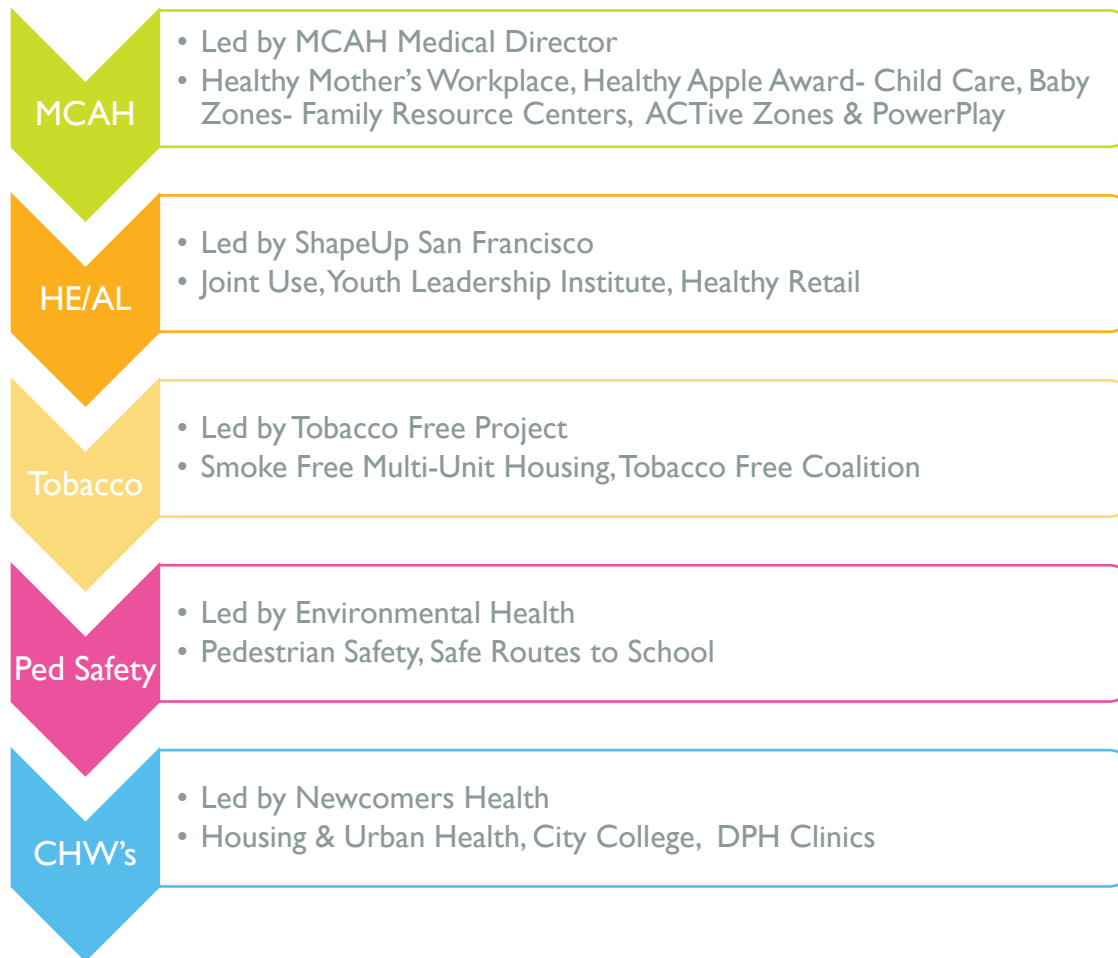 MCAH
• Led by MCAH Medical Director
• Healthy Mother's Workplace, Healthy Apple Award- Child Care, Baby
Zones- Family Resource Centers, ACTive Zones & PowerPlay
HE/AL
• Led by ShapeUp San Francisco
• Joint Use, Youth Leadership Institute, Healthy Retail
Tobacco
• Led by Tobacco Free Project
• Smoke Free Multi-Unit Housing, Tobacco Free Coalition
Ped Safety
• Led by Environmental Health
• Pedestrian Safety, Safe Routes to School
CHW's
• Led by Newcomers Health
• Housing & Urban Health, City College, DPH Clinics